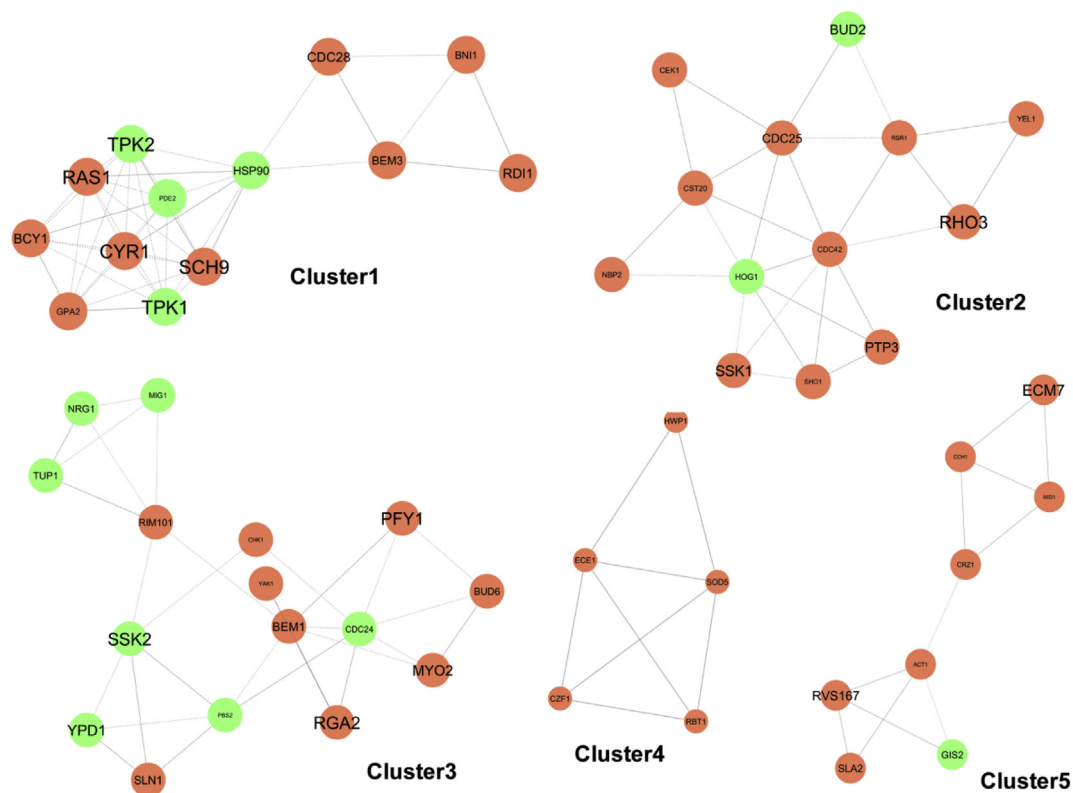 CDC28
BNI1
TPK2
HSP90
BEM3
RDI1
RAS1
PDE2
BCY1
CYR1
SCH9
GPA2
TPK1
Cluster1
BUD2
CEK1
CDC25
RSR1
YEL1
CST20
RHO3
CDC42
NBP2
HOG1
PTP3
SSK1
SHO1
Cluster2
NRG1
MIG1
TUP1
RIM101
CHK1
PFY1
YAK1
BUD6
BEM1
CDC24
SSK2
MYO2
YPD1
PBS2
RGA2
SLN1
Cluster3
HWP1
ECE1
SOD5
CZF1
RBT1
Cluster4
ECM7
CCH1
MID1
CRZ1
ACT1
RVS167
SLA2
GIS2
Cluster5